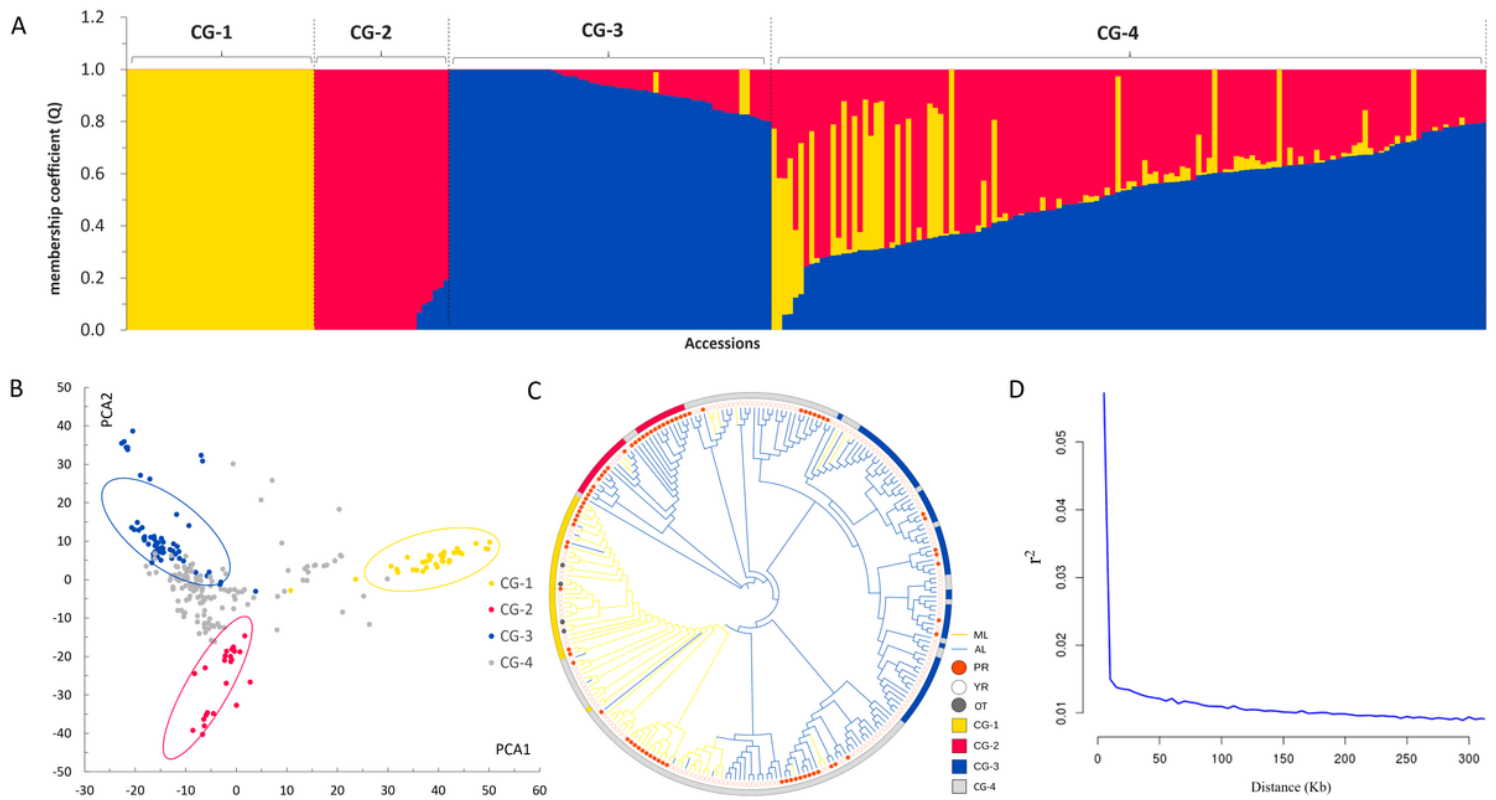 A
1.2
CG-1 CG-2 CG-3 CG-4
1.0
0.8
0.6
0.4
0.2
0.0
membership coefficient (Q)
Accessions
B
50
40
30
20
10
0
-10
-20
-30
-40
-50
PCA2
PCA1
-30 -20 -10 0 10 20 30 40 50 60
CG-1
CG-2
CG-3
CG-4
C
ML
AL
PR
YR
OT
CG-1
CG-2
CG-3
CG-4
D
0.05
0.04
0.03
0.02
0.01
r²
0 50 100 150 200 250 300
Distance (Kb)